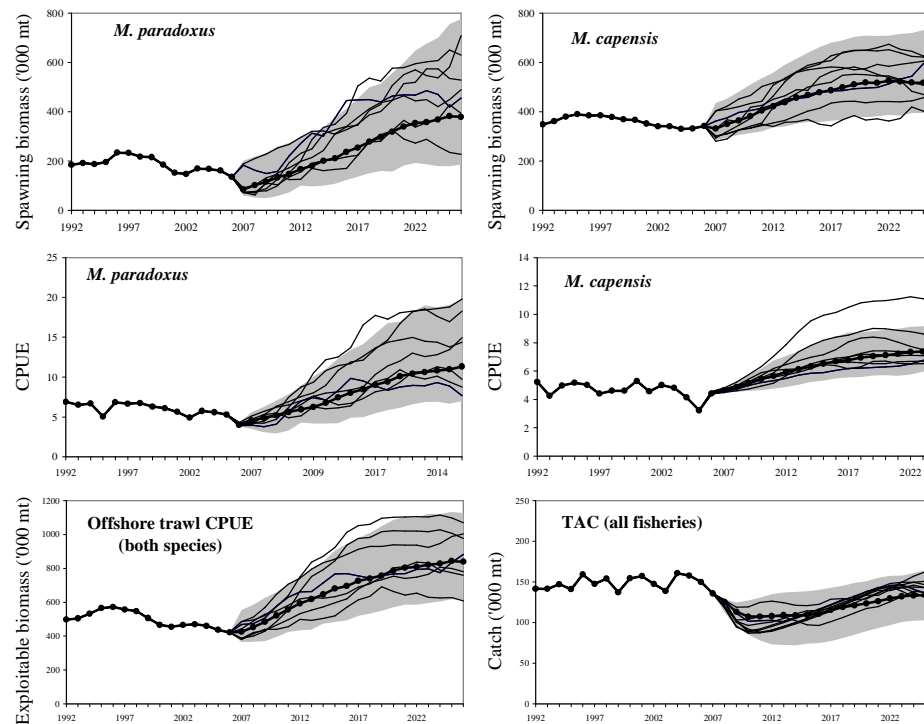 Spawning biomass ('000 mt)
800
600
400
200
0
M. paradoxus
1992 1997 2002 2007 2012 2017 2022
Spawning biomass ('000 mt)
800
600
400
200
0
M. capensis
1992 1997 2002 2007 2012 2017 2022
CPUE
25
20
15
10
5
0
M. paradoxus
1992 1997 2002 2007 2009 2017 2014
CPUE
14
12
10
8
6
4
2
0
M. capensis
1992 1997 2002 2007 2012 2017 2022
Exploitable biomass ('000 mt)
1200
1000
800
600
400
200
0
Offshore trawl CPUE
(both species)
1992 1997 2002 2007 2012 2017 2022
Catch ('000 mt)
250
200
150
100
50
0
TAC (all fisheries)
1992 1997 2002 2007 2012 2017 2022